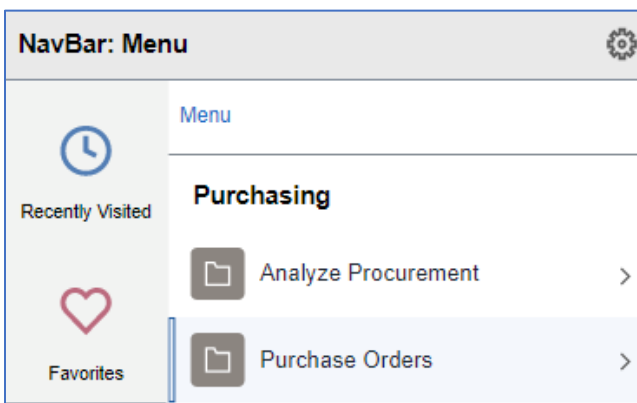 NavBar: Menu
Menu
Recently Visited
Purchasing
Analyze Procurement
Favorites
Purchase Orders